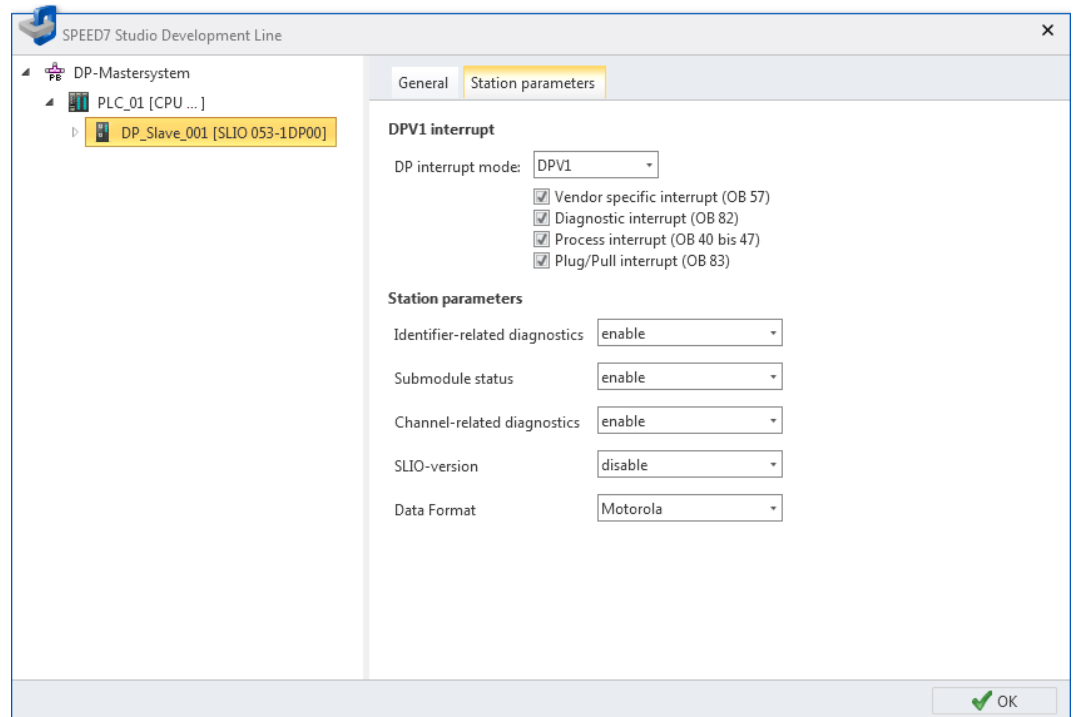 SPEED7 Studio Development Line
DP-Mastersystem
PLC_01 [CPU ... ]
DP_Slave_001 [SLIO 053-1DP00]
General
Station parameters
DPV1 interrupt
DP interrupt mode: DPV1
Vendor specific interrupt (OB 57)
Diagnostic interrupt (OB 82)
Process interrupt (OB 40 bis 47)
Plug/Pull interrupt (OB 83)
Station parameters
Identifier-related diagnostics enable
Submodule status enable
Channel-related diagnostics enable
SLIO-version disable
Data Format Motorola
OK